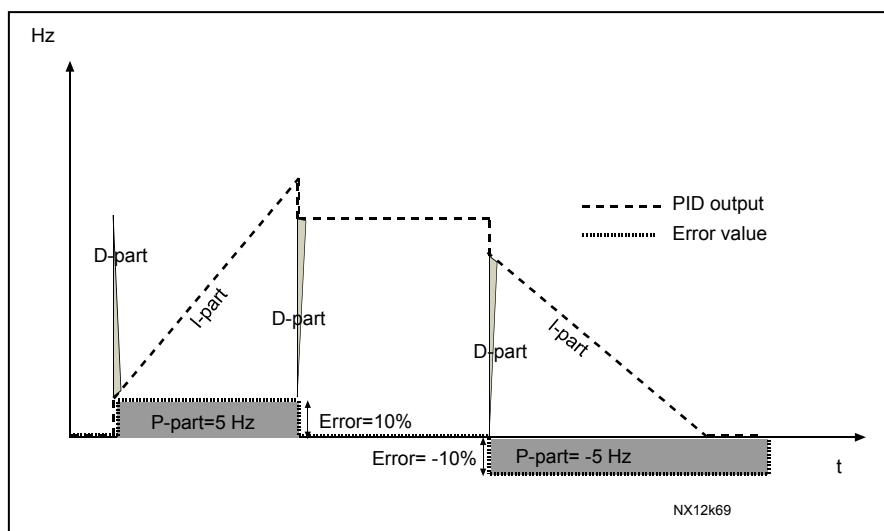 Hz
PID output
Error value
D-part
I-part
D-part
D-part
I-part
P-part=5 Hz
Error=10%
Error= -10%
P-part= -5 Hz
t
NX12k69